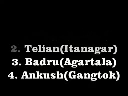 2. Telian(Itanagar)
3. Badru(Agartala)
4. Ankush(Gangtok)